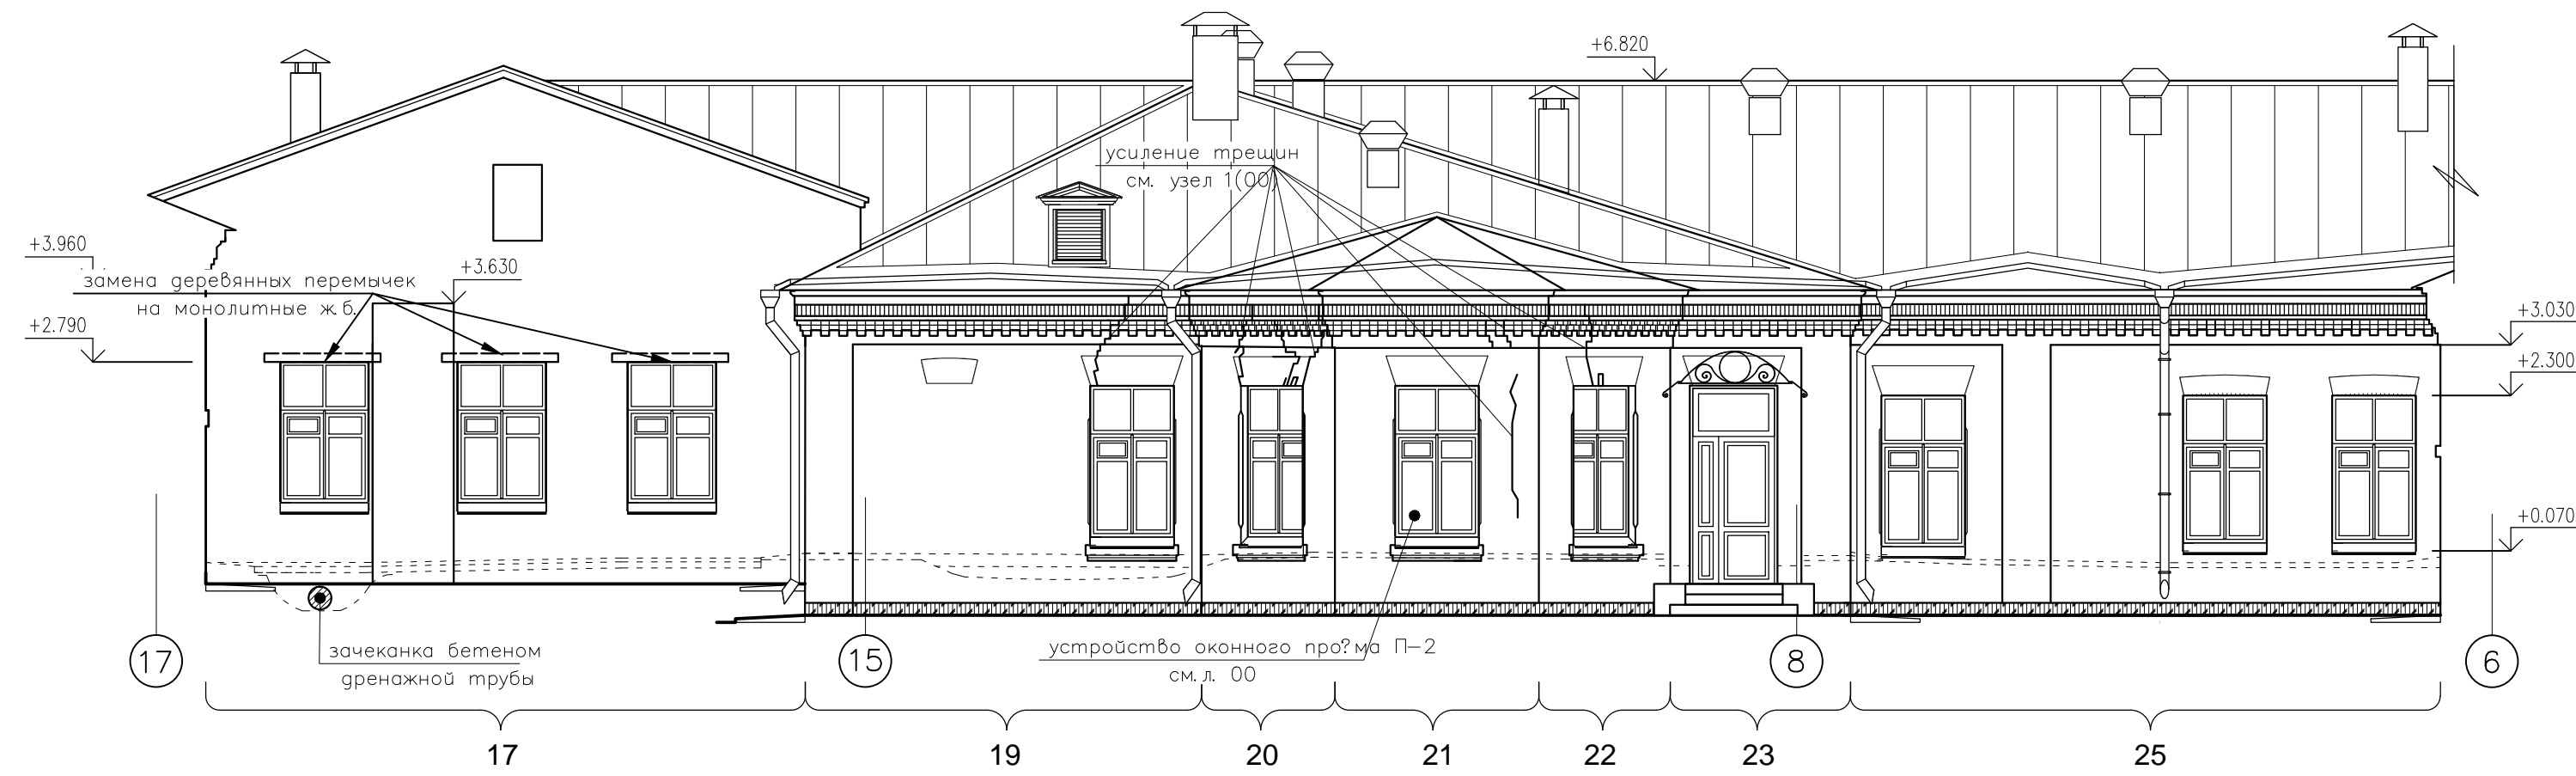 +6.820
усиление трещин
см. узел 1(00)
+3.960
+3.630
замена деревянных перемычек
на монолитные ж.б.
+2.790
+3.030
+2.300
+0.070
зачеканка бетеном
дренажной трубы
устройство оконного про?ма П-2
см.л. 00
17
15
8
6
17
19
20
21
22
23
25